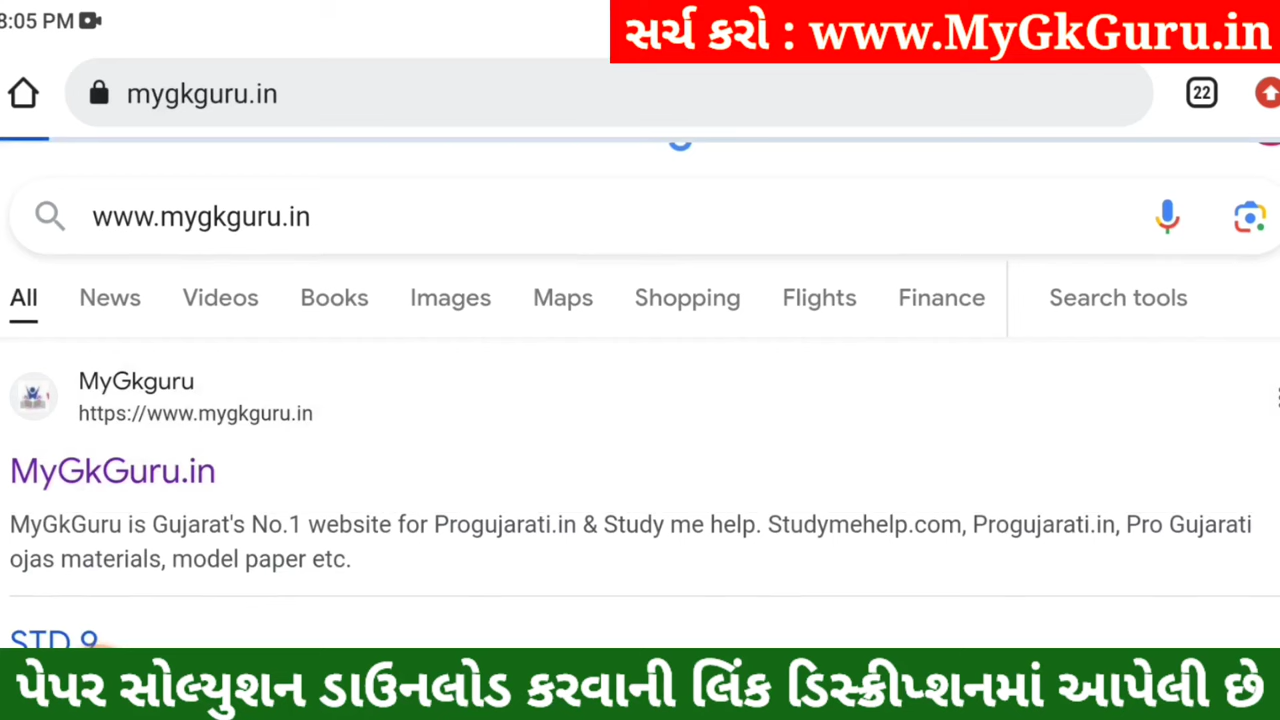 8:05 PM
સર્ચ કરો : www.MyGkGuru.in
mygkguru.in
22
www.mygkguru.in
All News Videos Books Images Maps Shopping Flights Finance Search tools
MyGkguru
https://www.mygkguru.in
MyGkGuru.in
MyGkGuru is Gujarat's No.1 website for Progujarati.in & Study me help. Studymehelp.com, Progujarati.in, Pro Gujarati
ojas materials, model paper etc.
STD 9
પેપર સોલ્યુશન ડાઉનલોડ કરવાની લિંક ડિસ્ક્રીપ્શનમાં આપેલી છે